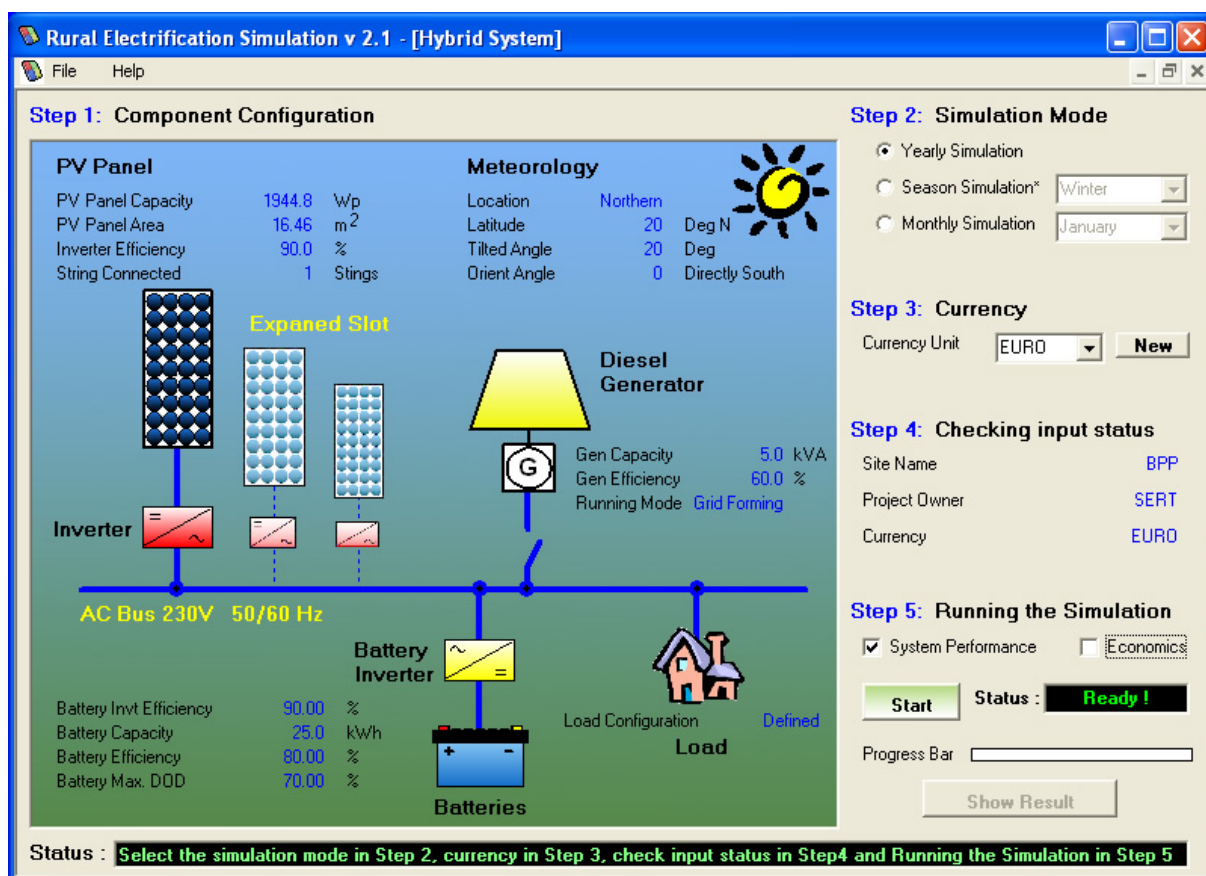 Rural Electrification Simulation v 2.1 - [Hybrid System]
File Help
Step 1: Component Configuration
PV Panel
PV Panel Capacity 1944.8 Wp
PV Panel Area 16.46 m2
Inverter Efficiency 90.0 %
String Connected 1 Stings
Meteorology
Location Northern
Latitude 20 Deg N
Tilted Angle 20 Deg
Orient Angle 0 Directly South
Expaned Slot
Diesel
Generator
G
Gen Capacity 5.0 kVA
Gen Efficiency 60.0 %
Running Mode Grid Forming
Inverter
AC Bus 230V 50/60 Hz
Battery
Inverter
Battery Invt Efficiency 90.00 %
Battery Capacity 25.0 kWh
Battery Efficiency 80.00 %
Battery Max. DOD 70.00 %
+ -
Batteries
Load Configuration Defined
Load
Step 2: Simulation Mode
Yearly Simulation
Season Simulation* Winter
Monthly Simulation January
Step 3: Currency
Currency Unit EURO New
Step 4: Checking input status
Site Name BPP
Project Owner SERT
Currency EURO
Step 5: Running the Simulation
System Performance Economics
Start Status : Ready !
Progress Bar
Show Result
Status : Select the simulation mode in Step 2, currency in Step 3, check input status in Step4 and Running the Simulation in Step 5